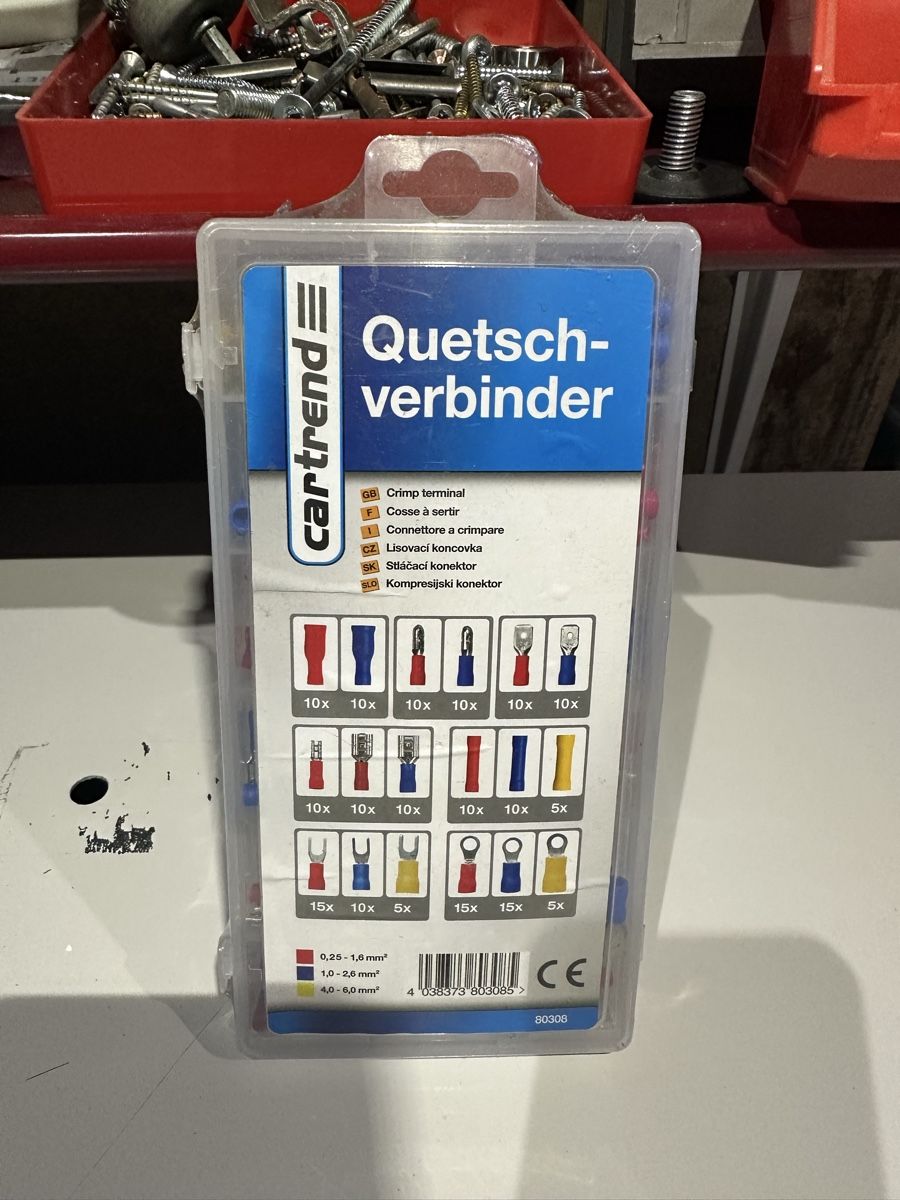 cartrend
Quetsch-
verbinder
GB Crimp terminal
F Cosse à sertir
I Connettore a crimpare
CZ Lisovací koncovka
SK Stláčací konektor
SLO Kompresijski konektor
10x 10x 10x 10x 10x 10x
10x 10x 10x 10x 10x 5x
15x 10x 5x 15x 15x 5x
0,25 - 1,6 mm²
1,0 - 2,6 mm²
4,0 - 6,0 mm²
4 038373 803085 >
CE
80308